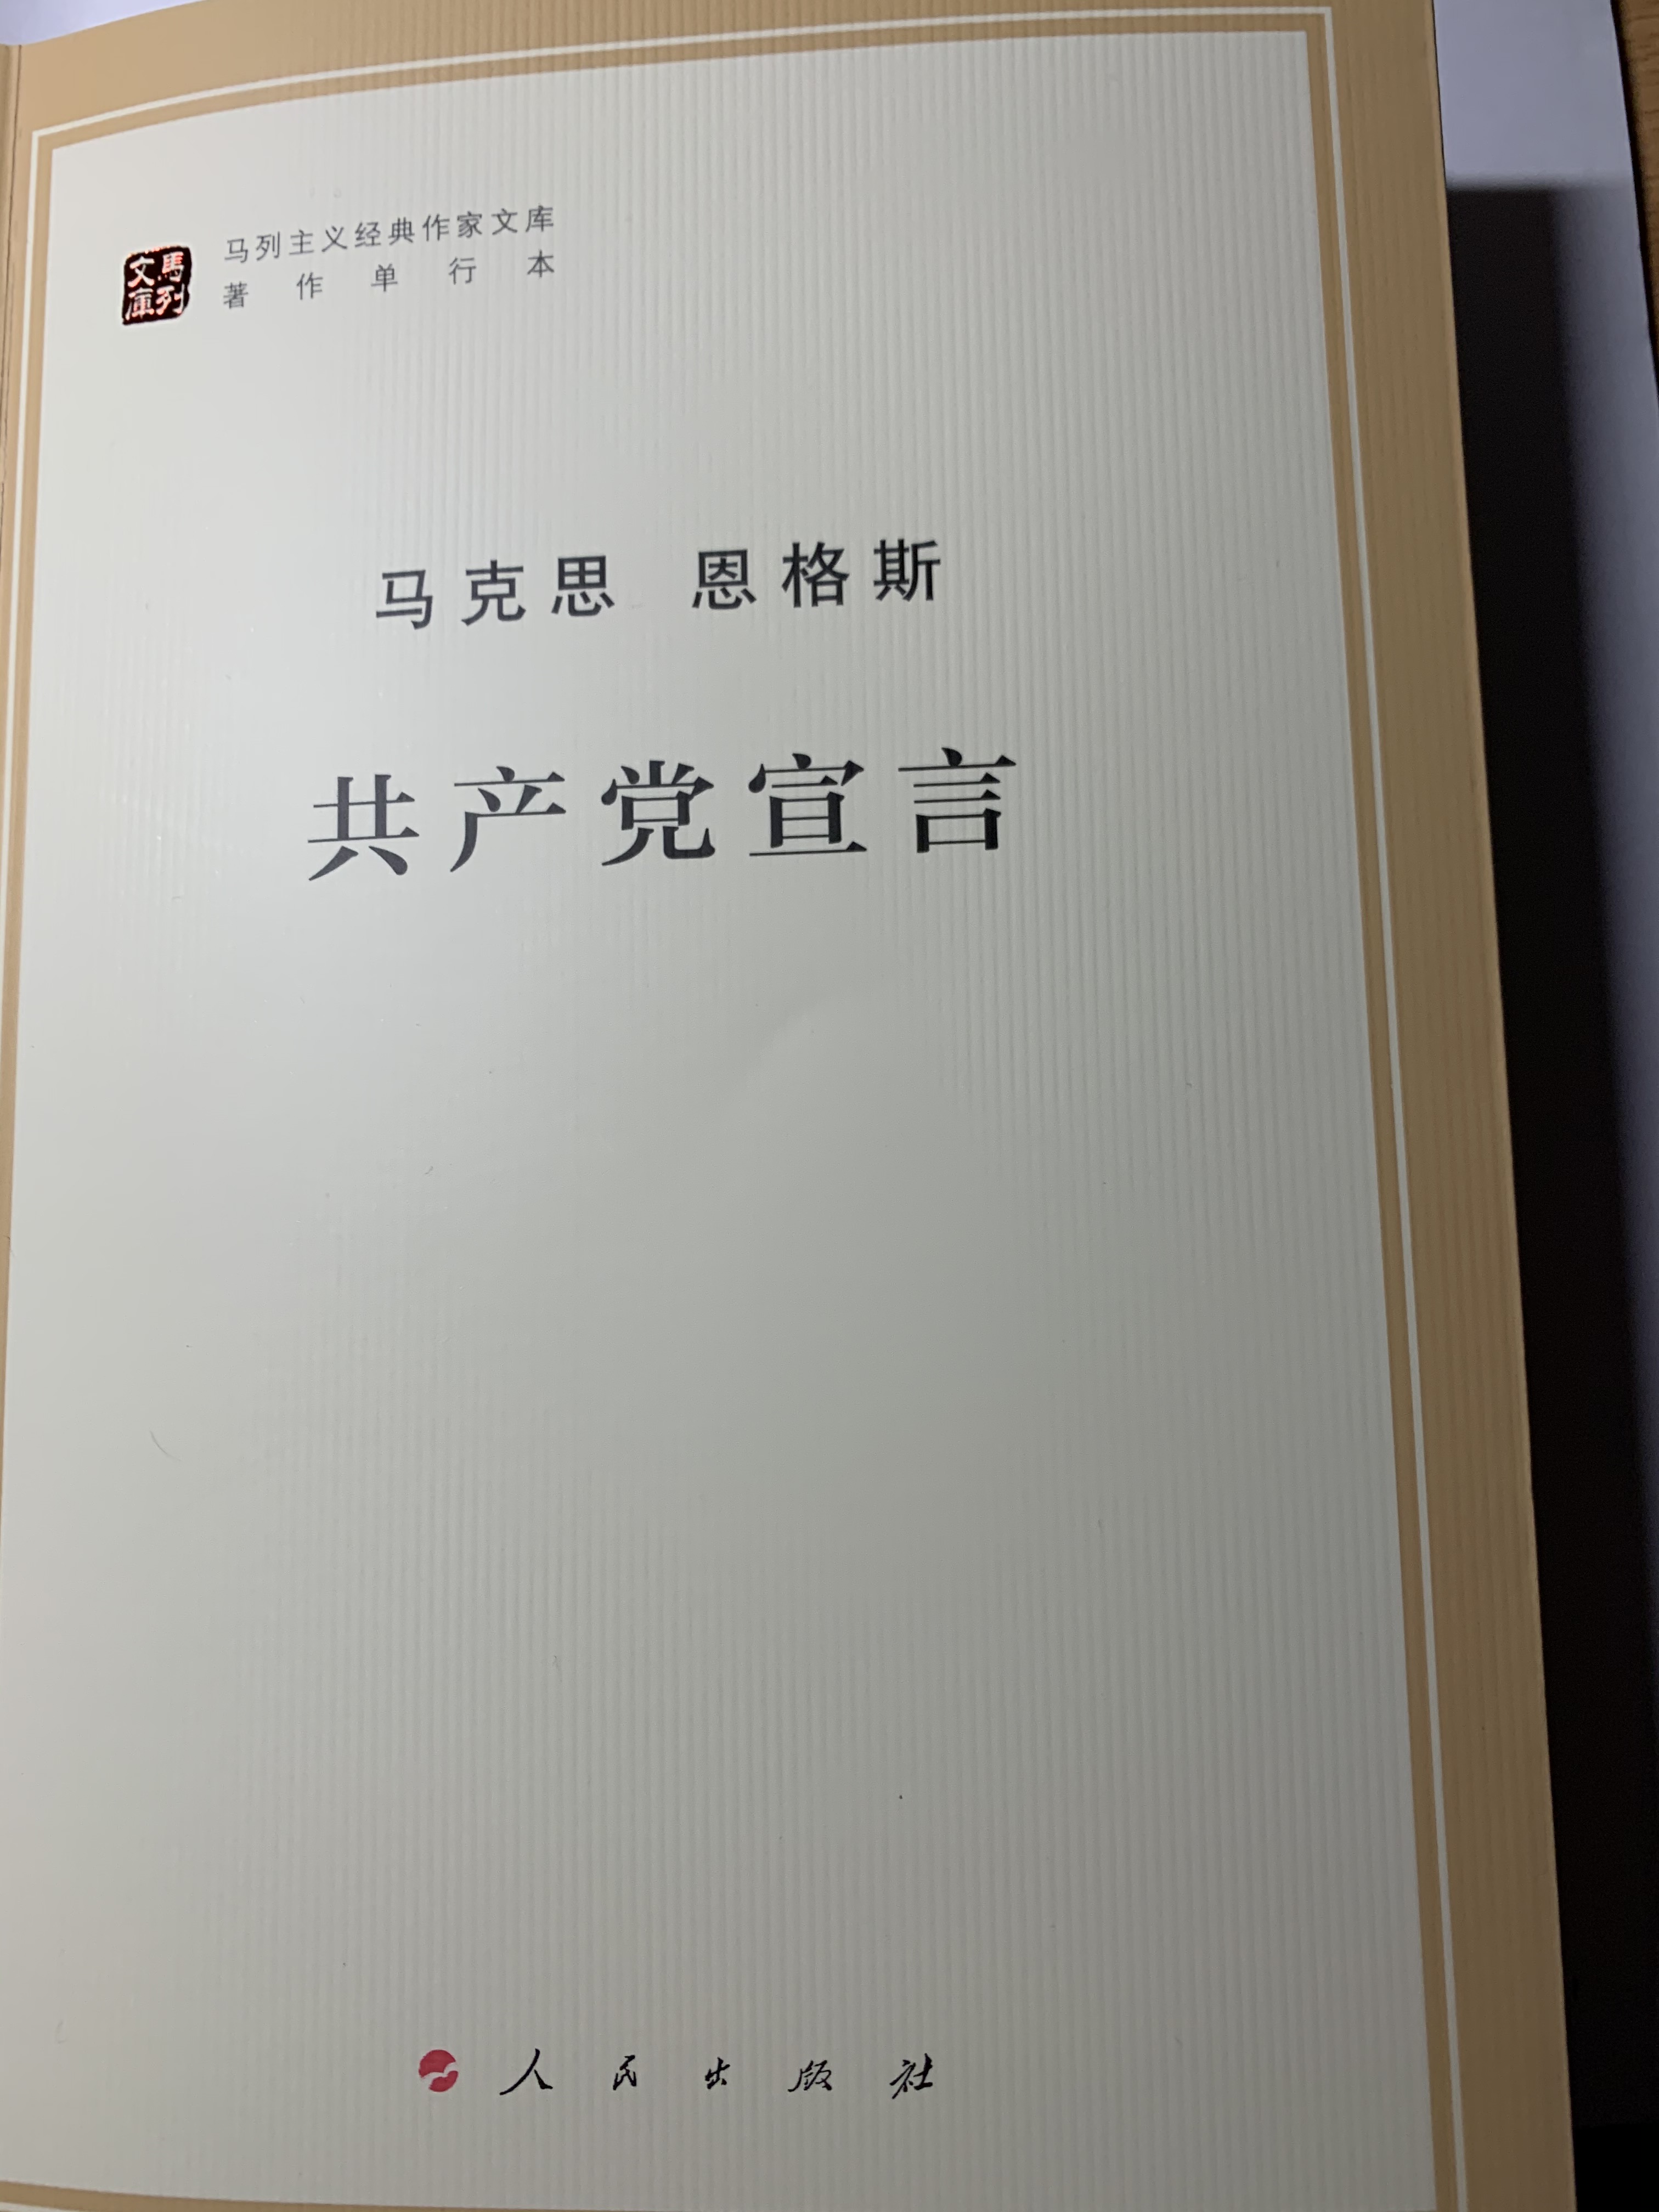 馬列
文庫
马列主义经典作家文库
著作单行本
马克思 恩格斯
共产党宣言
人民出版社